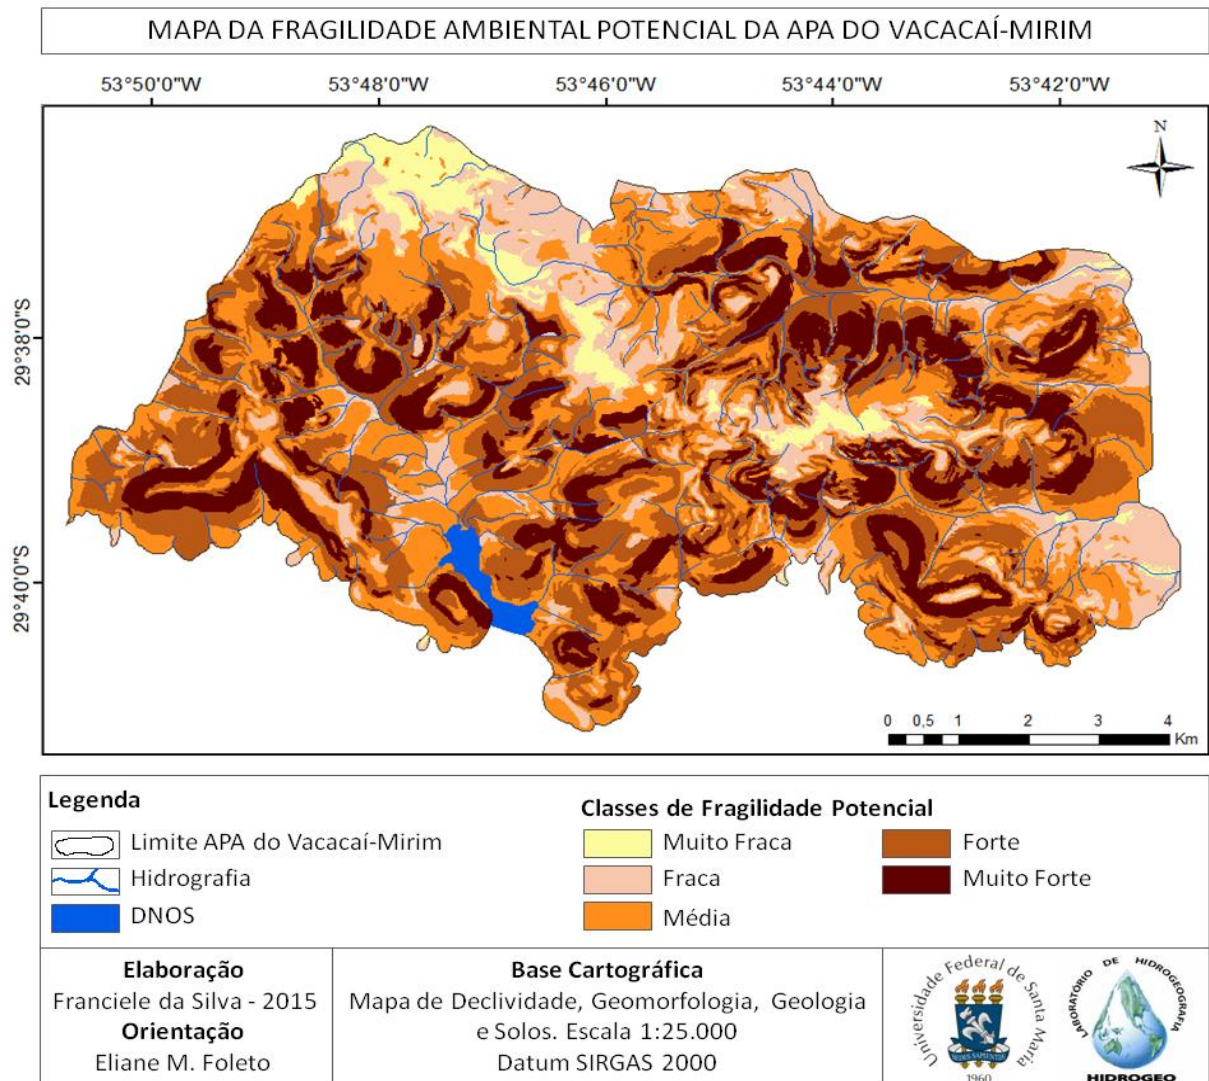 MAPA DA FRAGILIDADE AMBIENTAL POTENCIAL DA APA DO VACACAÍ-MIRIM
53°50'0"W 53°48'0"W 53°46'0"W 53°44'0"W 53°42'0"W
N
29°38'0"S
29°40'0"S
0 0,5 1 2 3 4
Km
Legenda
Limite APA do Vacacaí-Mirim
Hidrografia
DNOS
Classes de Fragilidade Potencial
Muito Fraca
Fraca
Média
Forte
Muito Forte
Elaboração
Franciele da Silva - 2015
Orientação
Eliane M. Foleto
Base Cartográfica
Mapa de Declividade, Geomorfologia, Geologia
e Solos. Escala 1:25.000
Datum SIRGAS 2000
Universidade Federal de Santa Maria
SEDES SAPIENTIAE
1960
LABORATÓRIO DE HIDROGEOGRAFIA
HIDROGEO